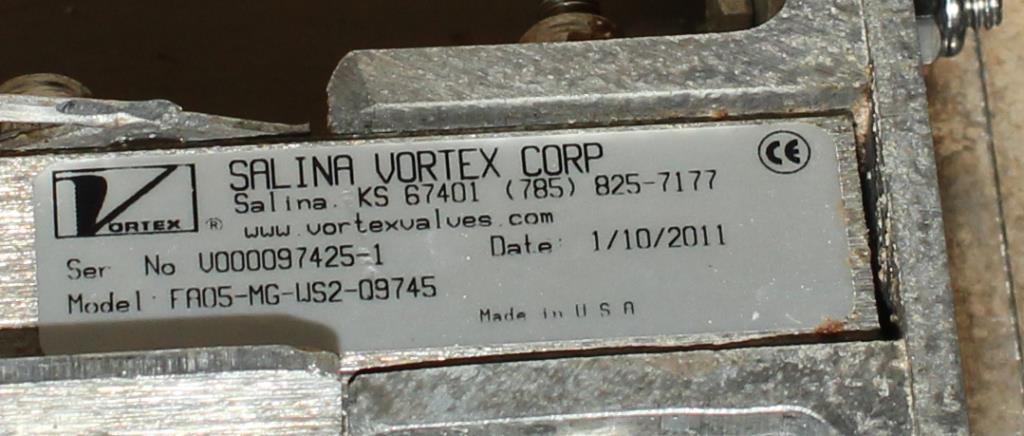 SALINA VORTEX CORP
Salina. KS 67401 (785) 825-7177
www.vortexvalves.com
VORTEX ®
CE
Ser No V000097425-1 Date: 1/10/2011
Model: FA05-MG-WS2-09745
Made in U S A